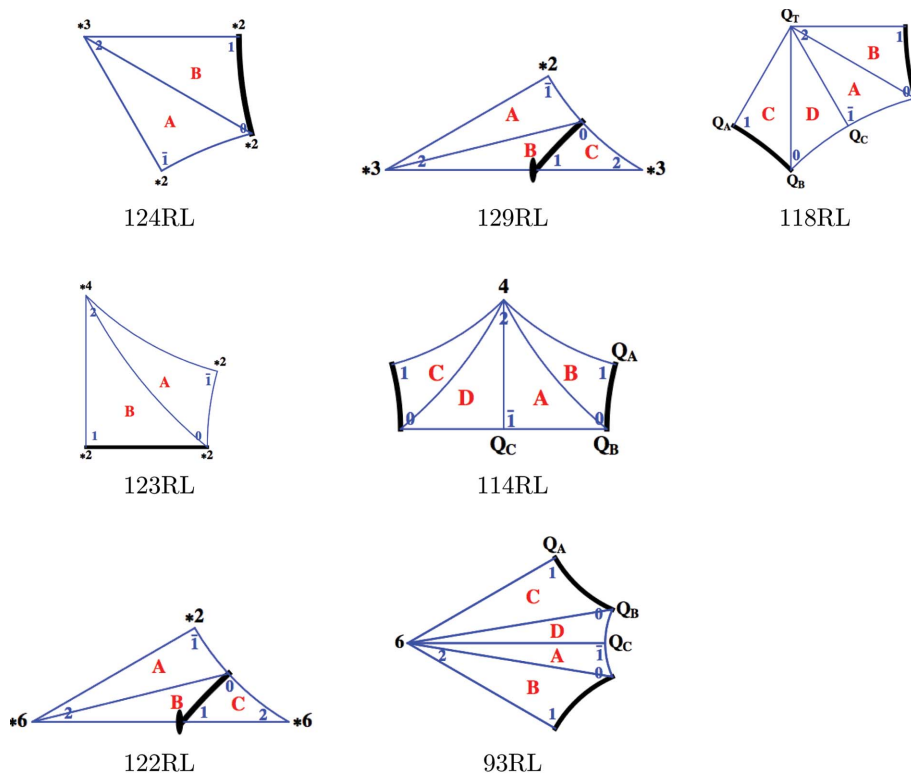 *3 *2
2 1
B
A 0
1̄ *2
*2
124RL
*2
1̄
A
0
B C
*3 2 1 2 *3
129RL
Q_T
2
B
A 0
C D
Q_A 1 1̄ Q_C
0
Q_B
118RL
*4
2
*2
A 1̄
B
1 0
*2 *2
123RL
4
2
Q_A
1 C B 1
D A
0 1̄ 0
Q_C Q_B
114RL
*2
1̄
A
0
B C
2 1 2
*6 *6
122RL
Q_A
1
C
0 Q_B
D
6 Q_C
2 A 1̄
0
B
1
93RL